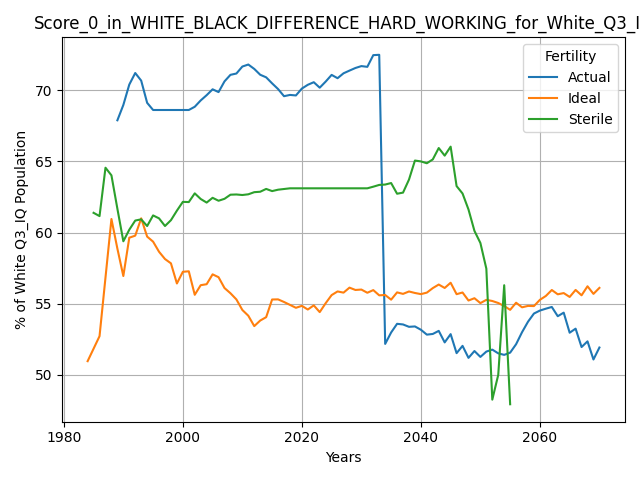 Score_0_in_WHITE_BLACK_DIFFERENCE_HARD_WORKING_for_White_Q3_I
Fertility
Actual
Ideal
Sterile
% of White Q3_IQ Population
70
65
60
55
50
1980
2000
2020
2040
2060
Years